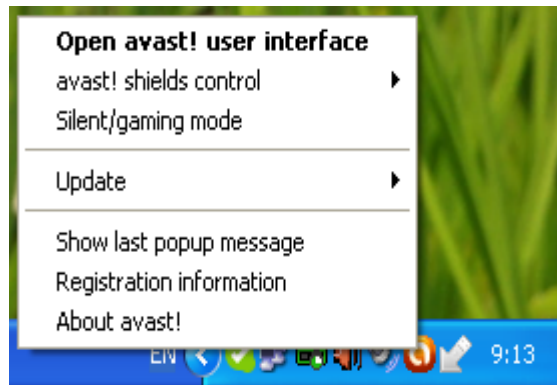 Open avast! user interface
avast! shields control
Silent/gaming mode
Update
Show last popup message
Registration information
About avast!
EN 9:13